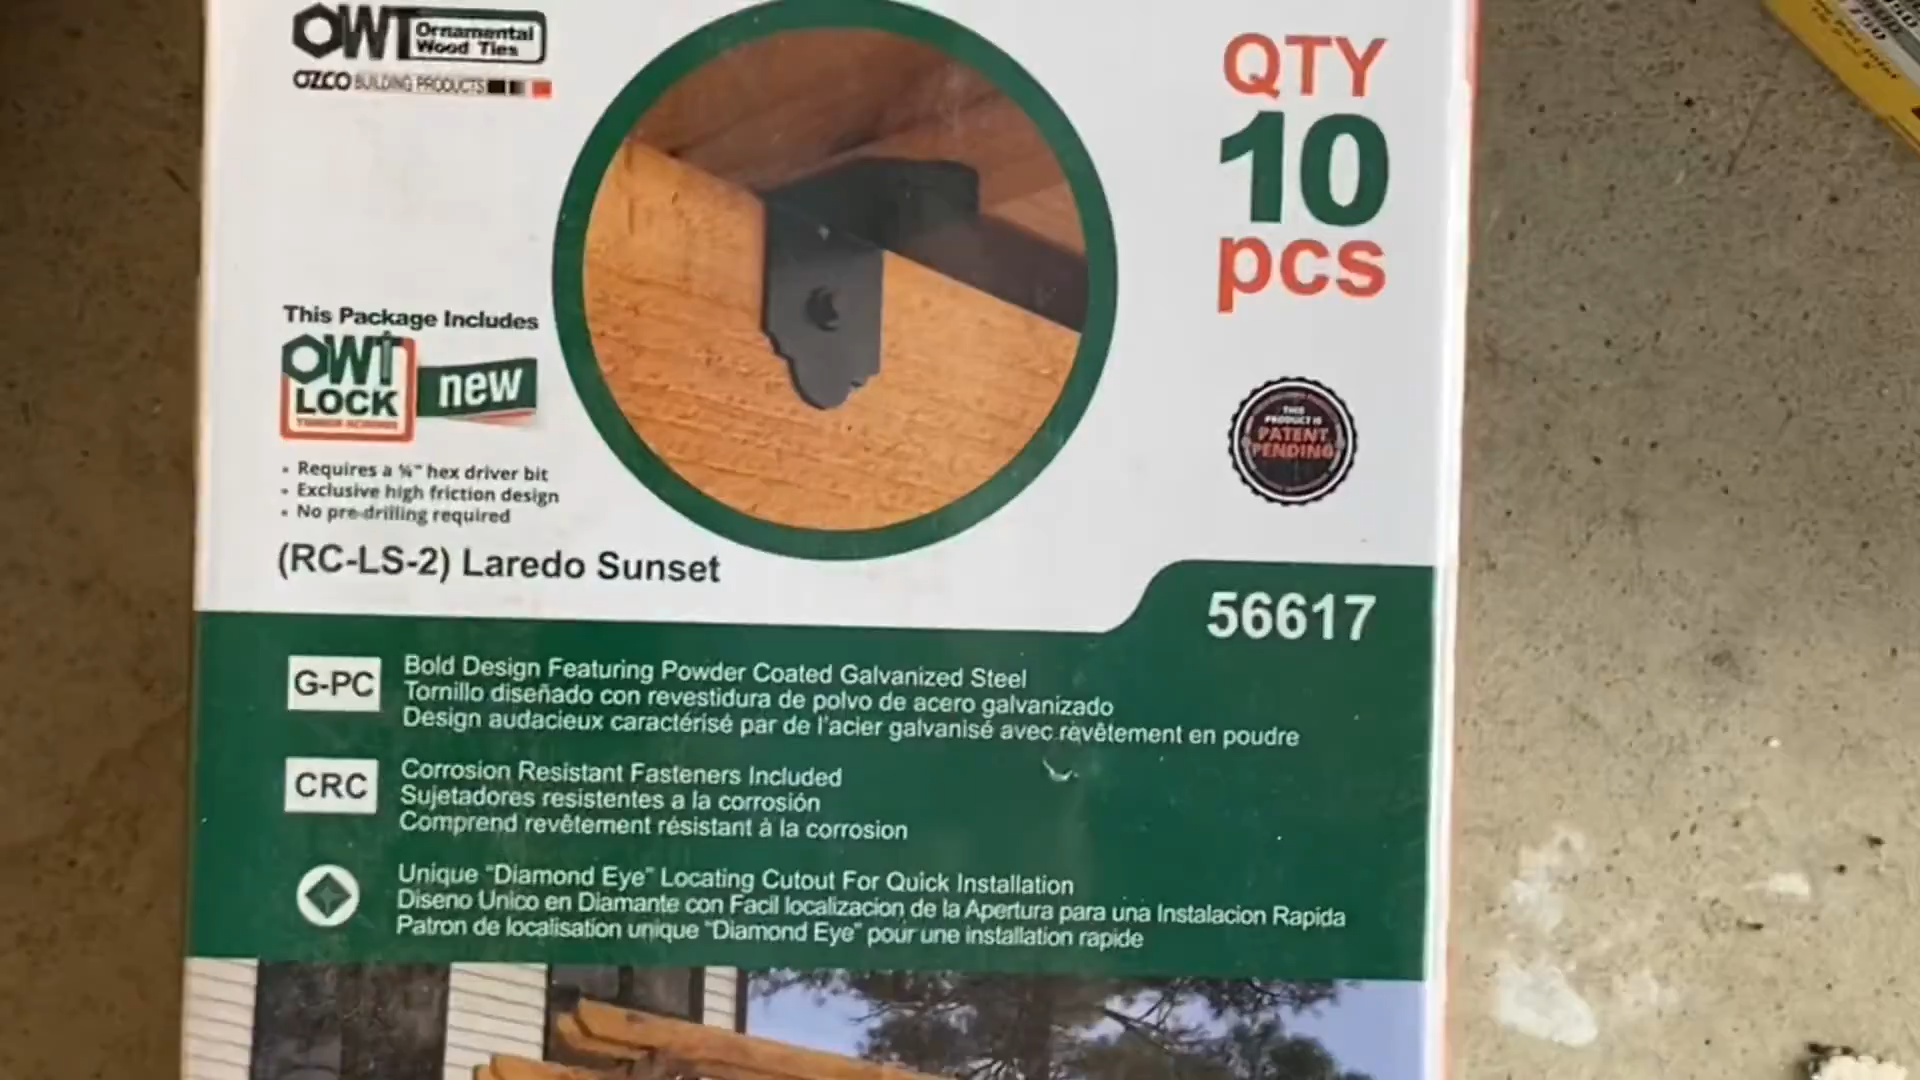 OWT Ornamental Wood Ties
OZCO BUILDING PRODUCTS
QTY
10
pcs
This Package Includes
OWT
LOCK
new
• Requires a ¼" hex driver bit
• Exclusive high friction design
• No pre-drilling required
THIS
PRODUCT IS
PATENT
PENDING
(RC-LS-2) Laredo Sunset
56617
G-PC
Bold Design Featuring Powder Coated Galvanized Steel
Tornillo diseñado con revestidura de polvo de acero galvanizado
Design audacieux caractérisé par de l'acier galvanisé avec revêtement en poudre
CRC
Corrosion Resistant Fasteners Included
Sujetadores resistentes a la corrosión
Comprend revêtement résistant à la corrosion
Unique "Diamond Eye" Locating Cutout For Quick Installation
Diseno Unico en Diamante con Facil localizacion de la Apertura para una Instalacion Rapida
Patron de localisation unique "Diamond Eye" pour une installation rapide